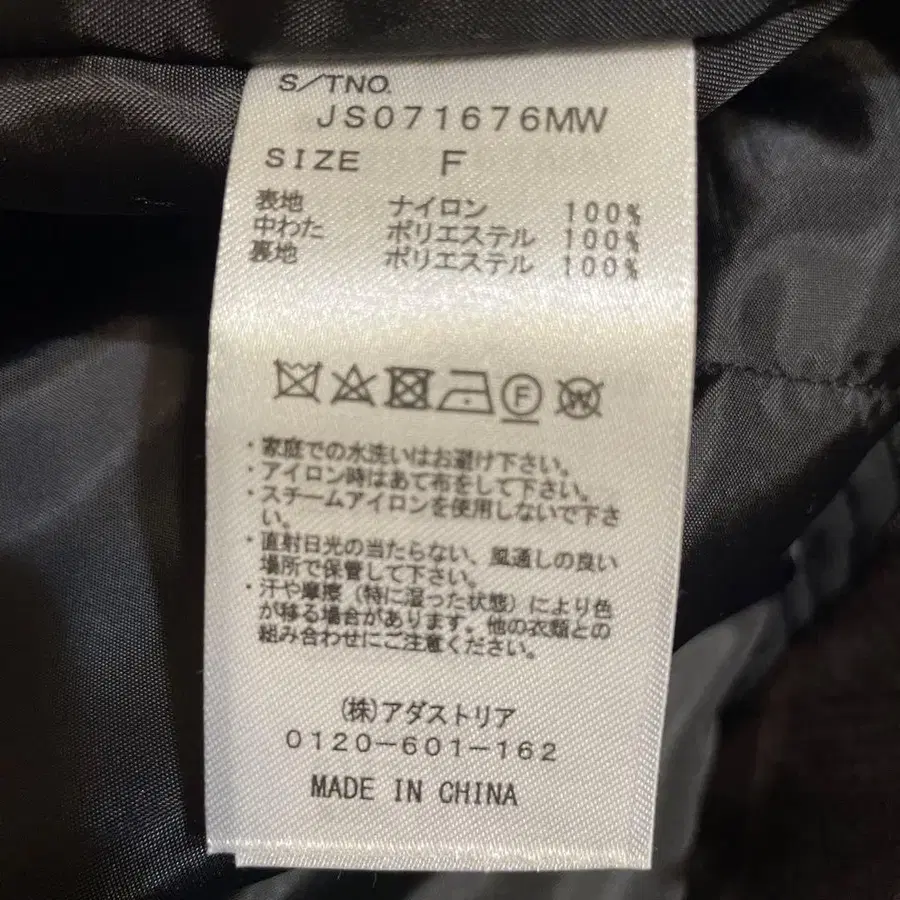 S/TNO.
JS071676MW
SIZE F
表地 ナイロン 100%
中わた ポリエステル 100%
裏地 ポリエステル 100%
F W
・家庭での水洗いはお避け下さい。
・アイロン時はあて布をして下さい。
・スチームアイロンを使用しないで下さ
い。
・直射日光の当たらない、風通しの良い
場所で保管して下さい。
・汗や摩擦(特に湿った状態)により色
が移る場合があります。他の衣類との
組み合わせにご注意ください。
(株)アダストリア
0120-601-162
MADE IN CHINA